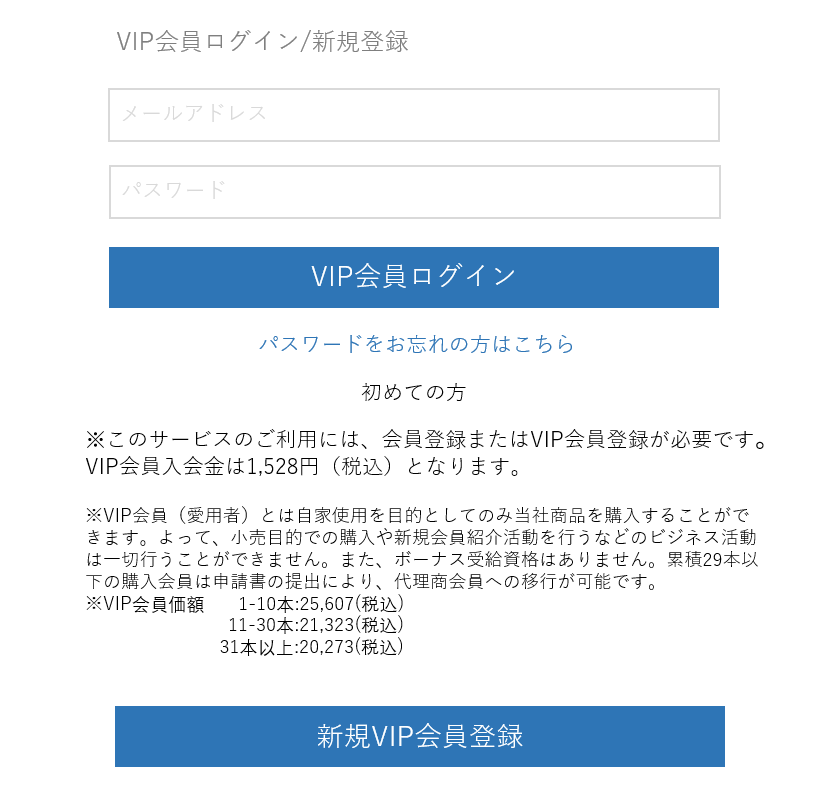 VIP会員ログイン/新規登録
メールアドレス
パスワード
VIP会員ログイン
パスワードをお忘れの方はこちら
初めての方
※このサービスのご利用には、会員登録またはVIP会員登録が必要です。
VIP会員入会金は1,528円（税込）となります。
※VIP会員（愛用者）とは自家使用を目的としてのみ当社商品を購入することがで
きます。よって、小売目的での購入や新規会員紹介活動を行うなどのビジネス活動
は一切行うことができません。また、ボーナス受給資格はありません。累積29本以
下の購入会員は申請書の提出により、代理商会員への移行が可能です。
※VIP会員価額 1-10本:25,607(税込)
11-30本:21,323(税込)
31本以上:20,273(税込)
新規VIP会員登録